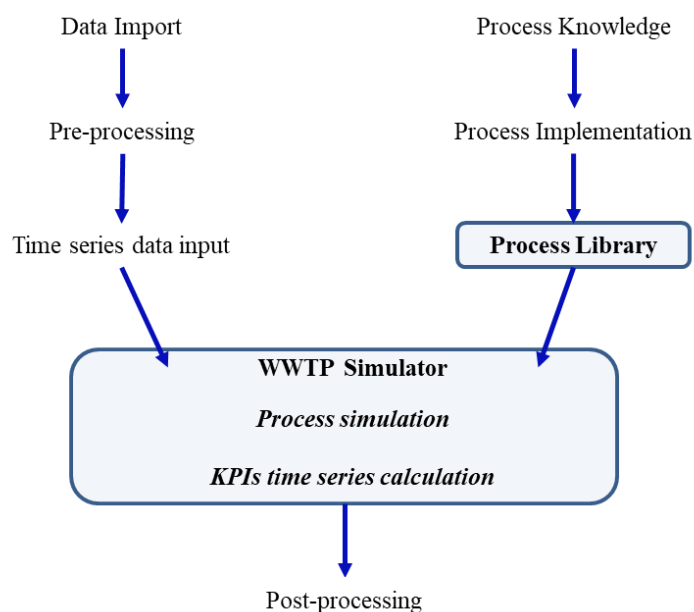 Data Import
Process Knowledge
Pre-processing
Process Implementation
Time series data input
Process Library
WWTP Simulator
Process simulation
KPIs time series calculation
Post-processing